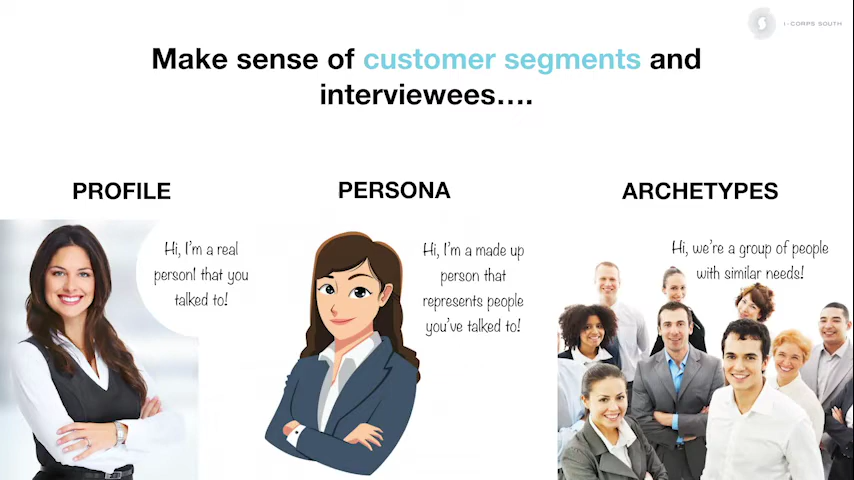 I-CORPS SOUTH
Make sense of customer segments and
interviewees....
PROFILE
PERSONA
ARCHETYPES
Hi, I'm a real
person1 that you
talked to!
Hi, I'm a made up
person that
represents people
you've talked to!
Hi, we're a group of people
with similar needs!